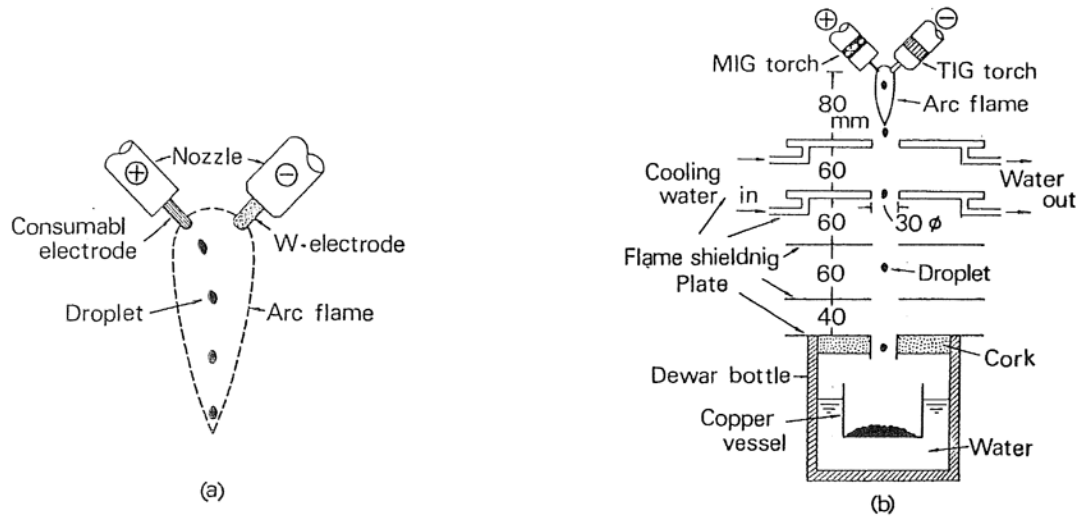 ⊕
Nozzle
⊖
Consumabl
electrode
W-electrode
Droplet
Arc flame
(a)
⊕
⊖
MIG torch
TIG torch
80
mm
Arc flame
Cooling
water
60
Water
out
in
60
30 φ
Flame shieldnig
Plate
60
Droplet
40
Cork
Dewar bottle
Copper
vessel
Water
(b)